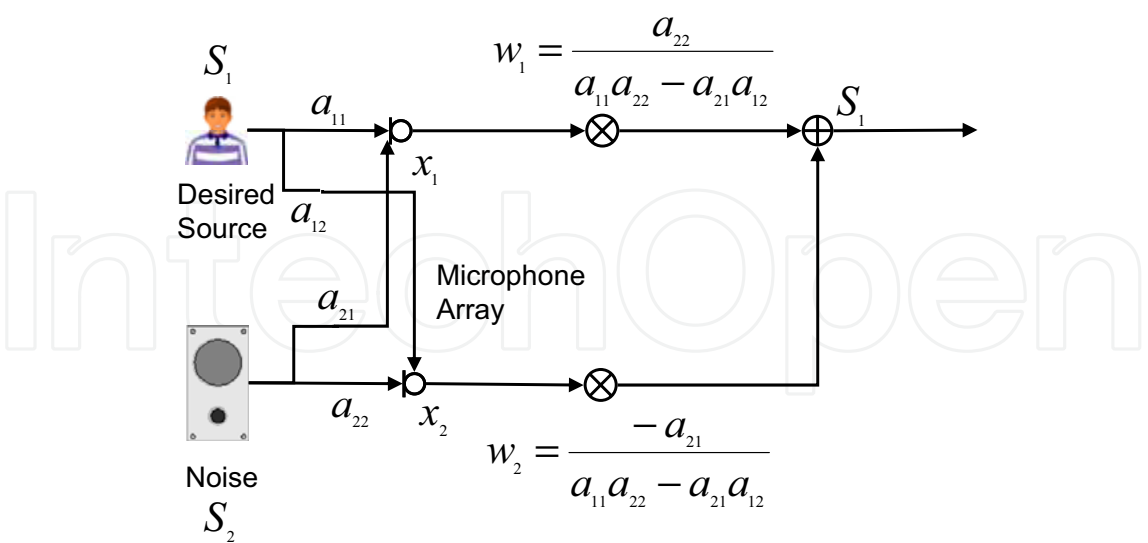 w₁ = a₂₂ / (a₁₁a₂₂ − a₂₁a₁₂)
S₁
a₁₁
S₁
x₁
Desired
Source
a₁₂
Microphone
Array
a₂₁
a₂₂
x₂
w₂ = −a₂₁ / (a₁₁a₂₂ − a₂₁a₁₂)
Noise
S₂
IntechOpen